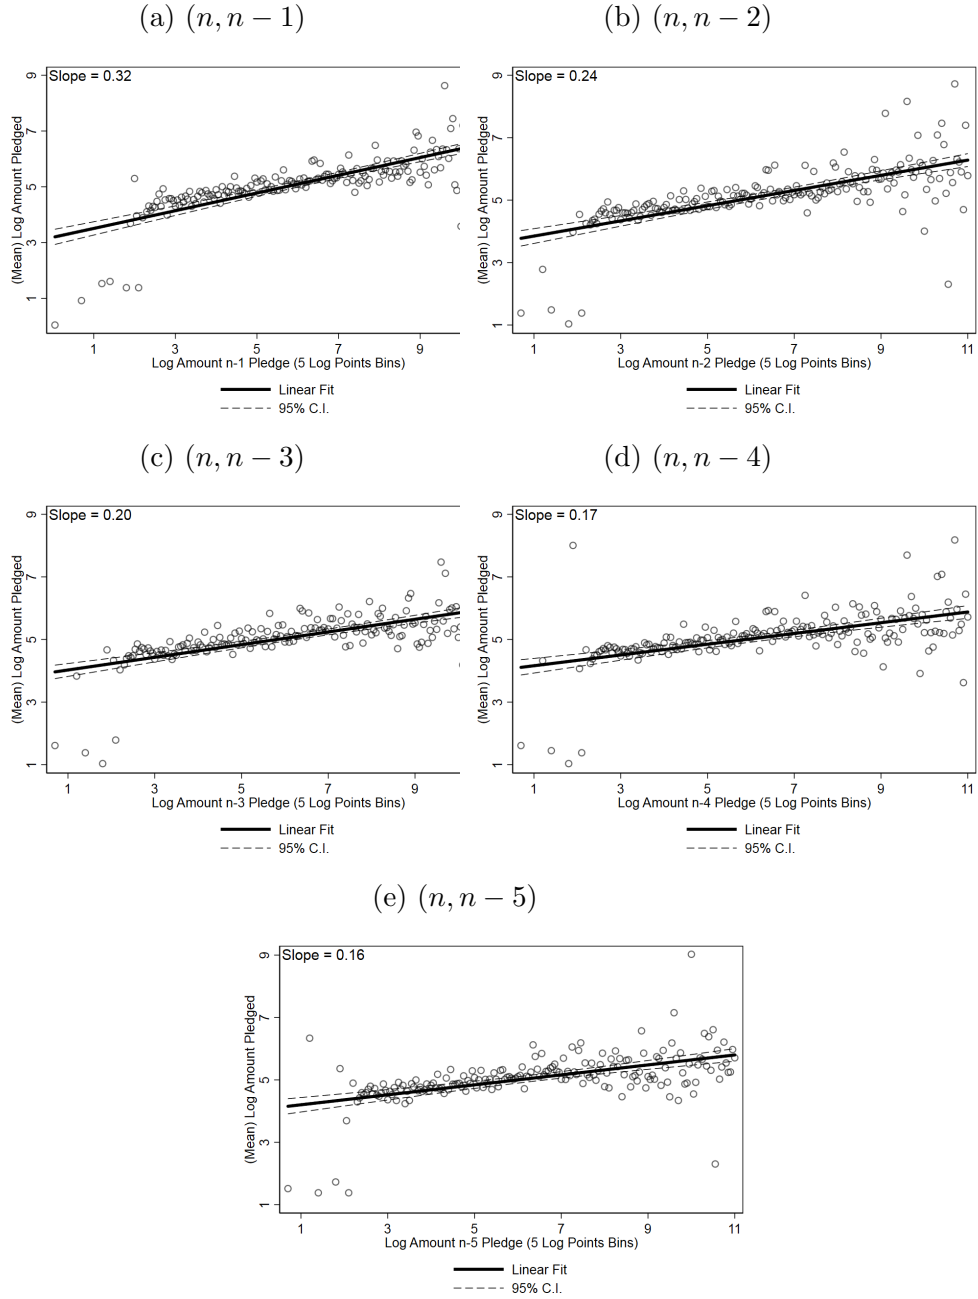 (a) (n, n − 1)
Slope = 0.32
(Mean) Log Amount Pledged
9
7
5
3
1
1 3 5 7 9
Log Amount n-1 Pledge (5 Log Points Bins)
Linear Fit
95% C.I.
(b) (n, n − 2)
Slope = 0.24
(Mean) Log Amount Pledged
9
7
5
3
1
1 3 5 7 9 11
Log Amount n-2 Pledge (5 Log Points Bins)
Linear Fit
95% C.I.
(c) (n, n − 3)
Slope = 0.20
(Mean) Log Amount Pledged
9
7
5
3
1
1 3 5 7 9
Log Amount n-3 Pledge (5 Log Points Bins)
Linear Fit
95% C.I.
(d) (n, n − 4)
Slope = 0.17
(Mean) Log Amount Pledged
9
7
5
3
1
1 3 5 7 9 11
Log Amount n-4 Pledge (5 Log Points Bins)
Linear Fit
95% C.I.
(e) (n, n − 5)
Slope = 0.16
(Mean) Log Amount Pledged
9
7
5
3
1
1 3 5 7 9 11
Log Amount n-5 Pledge (5 Log Points Bins)
Linear Fit
95% C.I.